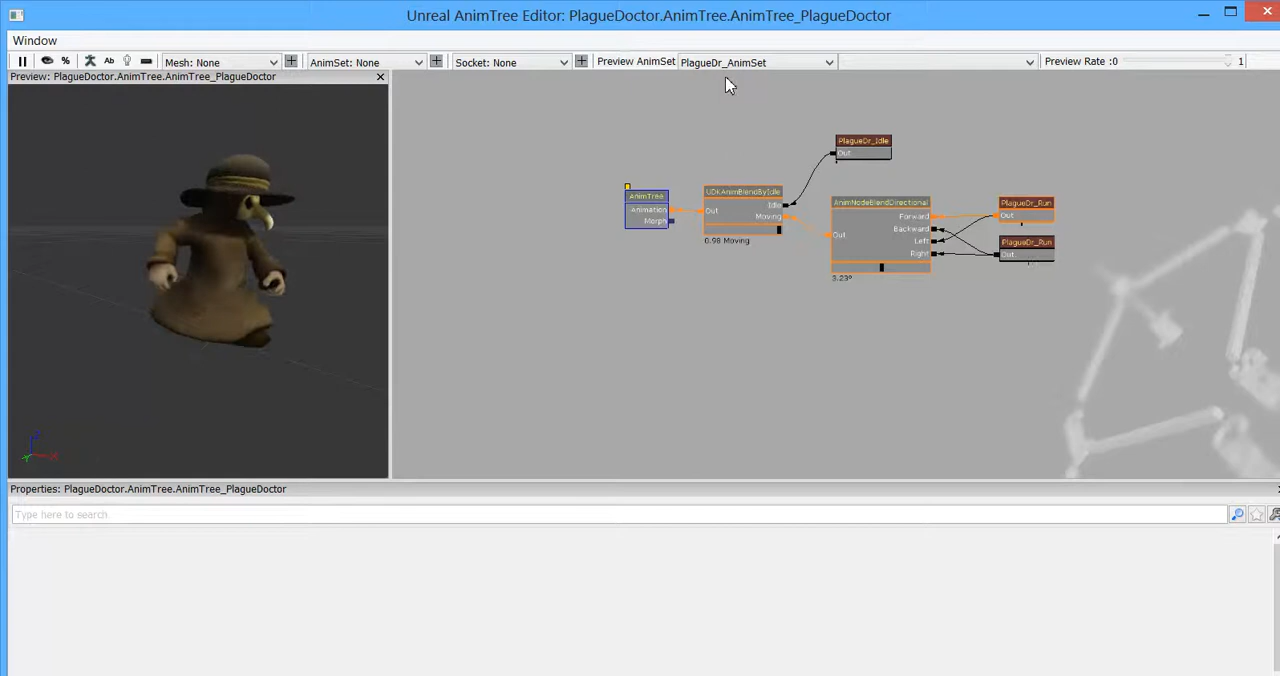 Unreal AnimTree Editor: PlagueDoctor.AnimTree.AnimTree_PlagueDoctor
Window
Mesh: None
AnimSet: None
Socket: None
Preview AnimSet
PlagueDr_AnimSet
Preview Rate :0
1
Preview: PlagueDoctor.AnimTree.AnimTree_PlagueDoctor
PlagueDr_Idle
Out
AnimTree
Animation
Morph
UDKAnimBlendByIdle
Out
Idle
Moving
0.98 Moving
AnimNodeBlendDirectional
Forward
Backward
Out
Left
Right
3.23°
PlagueDr_Run
Out
PlagueDr_Run
Out
Properties: PlagueDoctor.AnimTree.AnimTree_PlagueDoctor
Type here to search